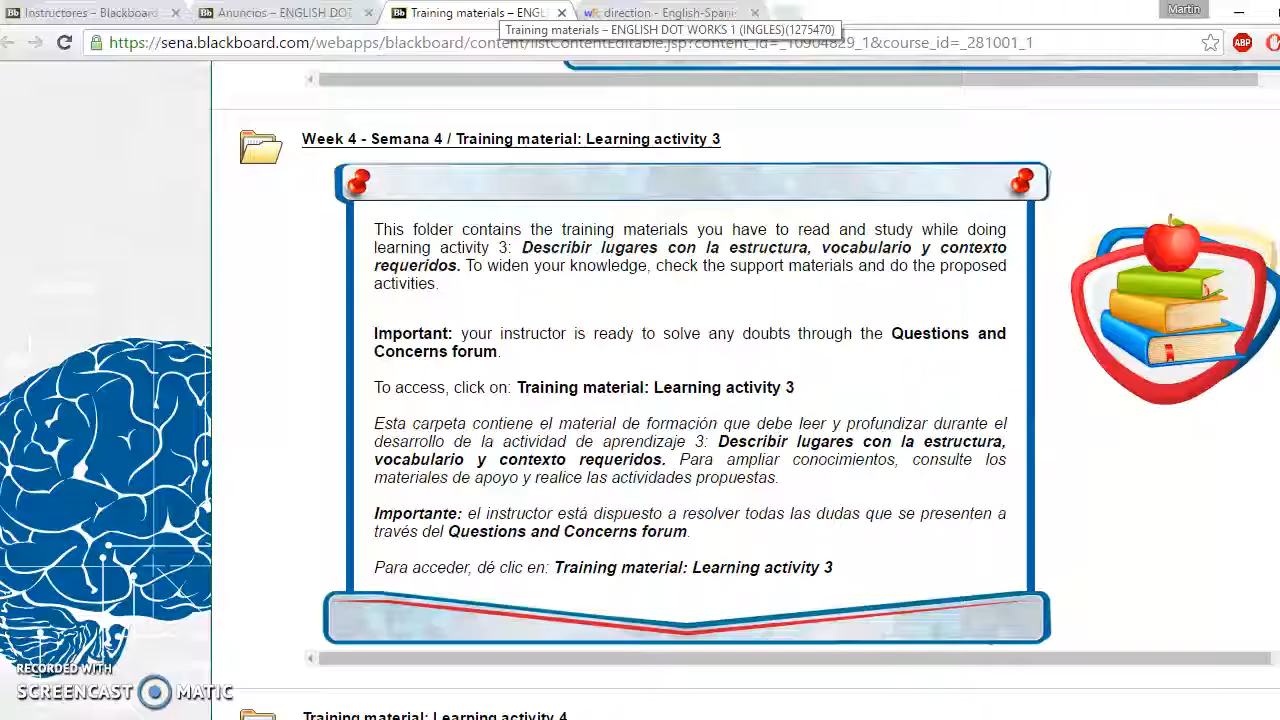 Instructores – Blackboard
Anuncios – ENGLISH DOT
Training materials – ENGL
direction - English-Spani
Martin
Training materials – ENGLISH DOT WORKS 1 (INGLES)(1275470)
https://sena.blackboard.com/webapps/blackboard/content/listContentEditable.jsp?content_id=_10904829_1&course_id=_281001_1
ABP
Week 4 - Semana 4 / Training material: Learning activity 3
This folder contains the training materials you have to read and study while doing
learning activity 3: Describir lugares con la estructura, vocabulario y contexto
requeridos. To widen your knowledge, check the support materials and do the proposed
activities.
Important: your instructor is ready to solve any doubts through the Questions and
Concerns forum.
To access, click on: Training material: Learning activity 3
Esta carpeta contiene el material de formación que debe leer y profundizar durante el
desarrollo de la actividad de aprendizaje 3: Describir lugares con la estructura,
vocabulario y contexto requeridos. Para ampliar conocimientos, consulte los
materiales de apoyo y realice las actividades propuestas.
Importante: el instructor está dispuesto a resolver todas las dudas que se presenten a
través del Questions and Concerns forum.
Para acceder, dé clic en: Training material: Learning activity 3
RECORDED WITH
SCREENCAST MATIC
Training material: Learning activity 4